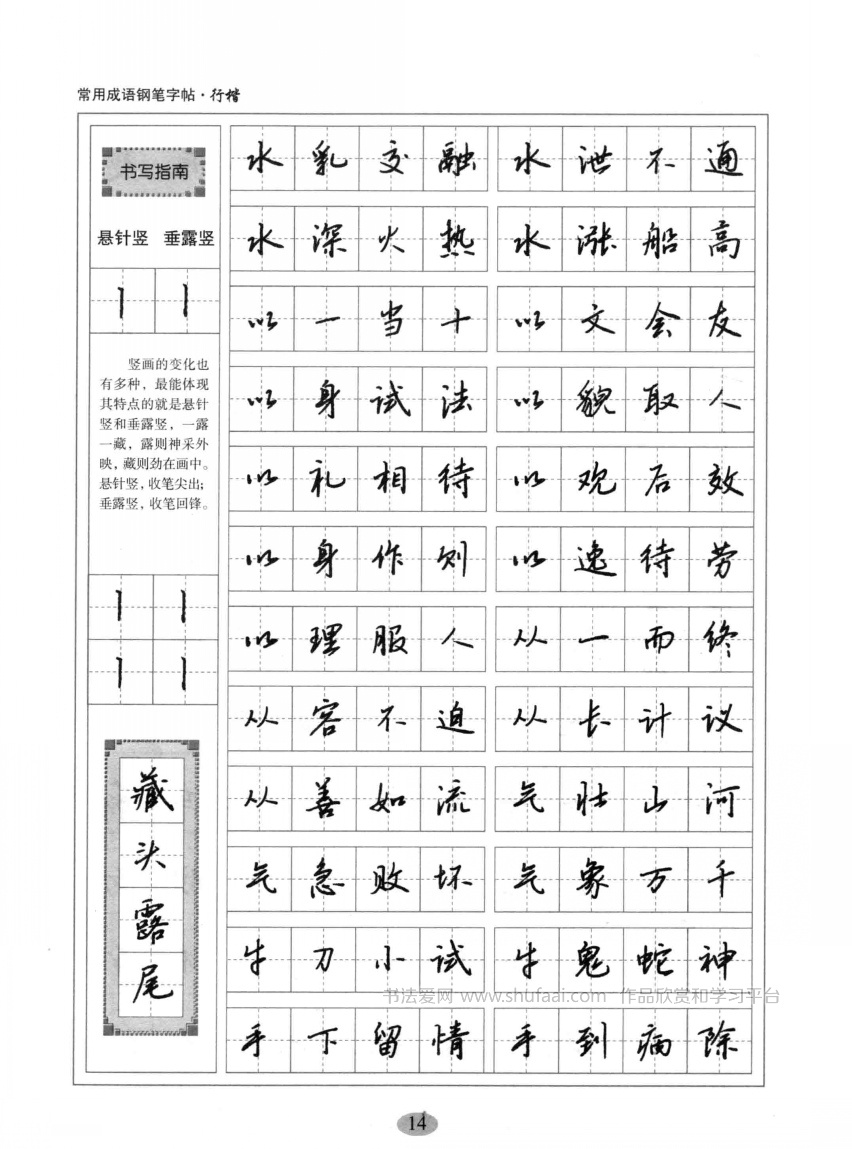 常用成语钢笔字帖·行楷
书写指南
悬针竖 垂露竖
竖画的变化也
有多种，最能体现
其特点的就是悬针
竖和垂露竖，一露
一藏，露则神采外
映，藏则劲在画中。
悬针竖，收笔尖出；
垂露竖，收笔回锋。
藏头露尾
水乳交融 水泄不通
水深火热 水涨船高
以一当十 以文会友
以身试法 以貌取人
以礼相待 以观后效
以身作则 以逸待劳
以理服人 从一而终
从容不迫 从长计议
从善如流 气壮山河
气急败坏 气象万千
牛刀小试 牛鬼蛇神
书法爱网 www.shufaai.com 作品欣赏和学习平台
手下留情 手到病除
14